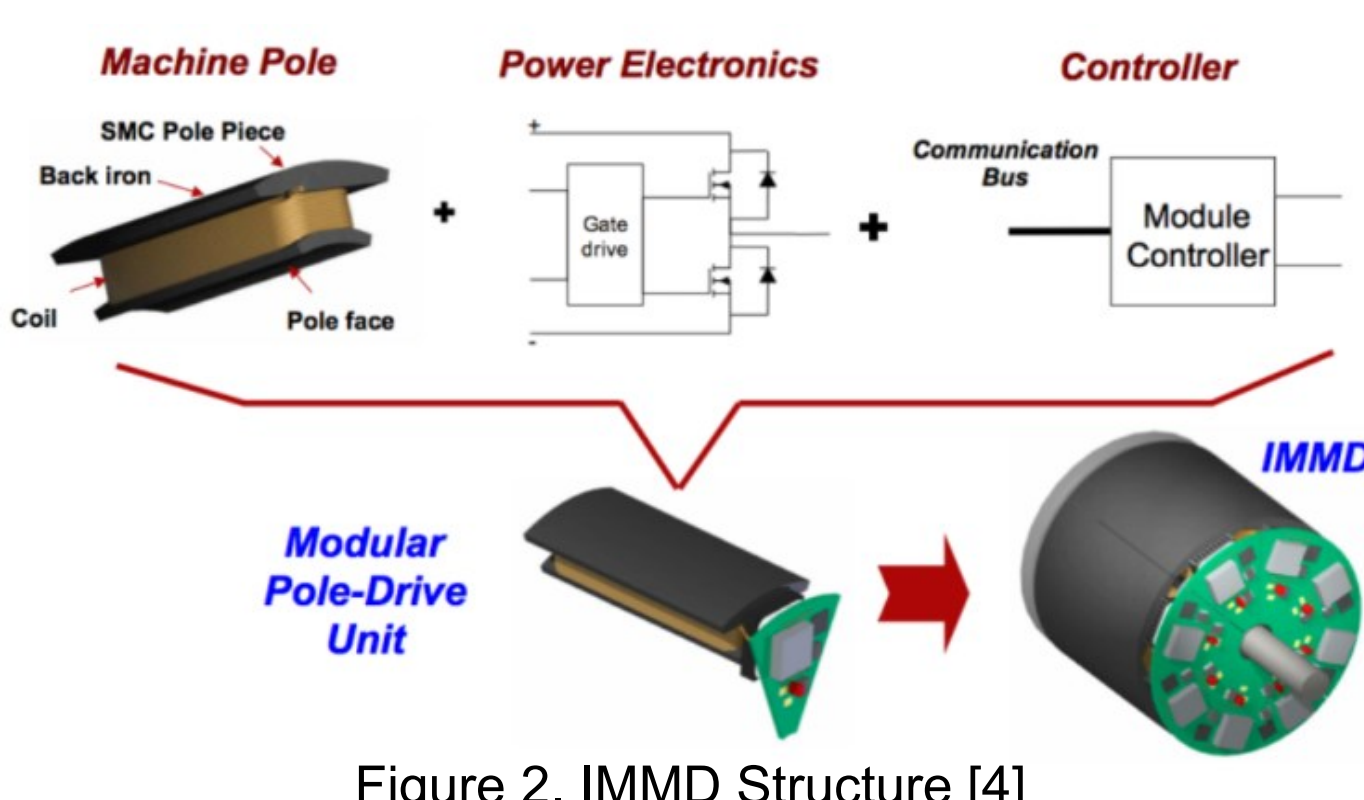 Machine Pole
Power Electronics
Controller
SMC Pole Piece
Back iron
Coil
Pole face
+
+
Gate
drive
-
+
Communication
Bus
Module
Controller
IMMD
Modular
Pole-Drive
Unit
Figure 2. IMMD Structure [4]